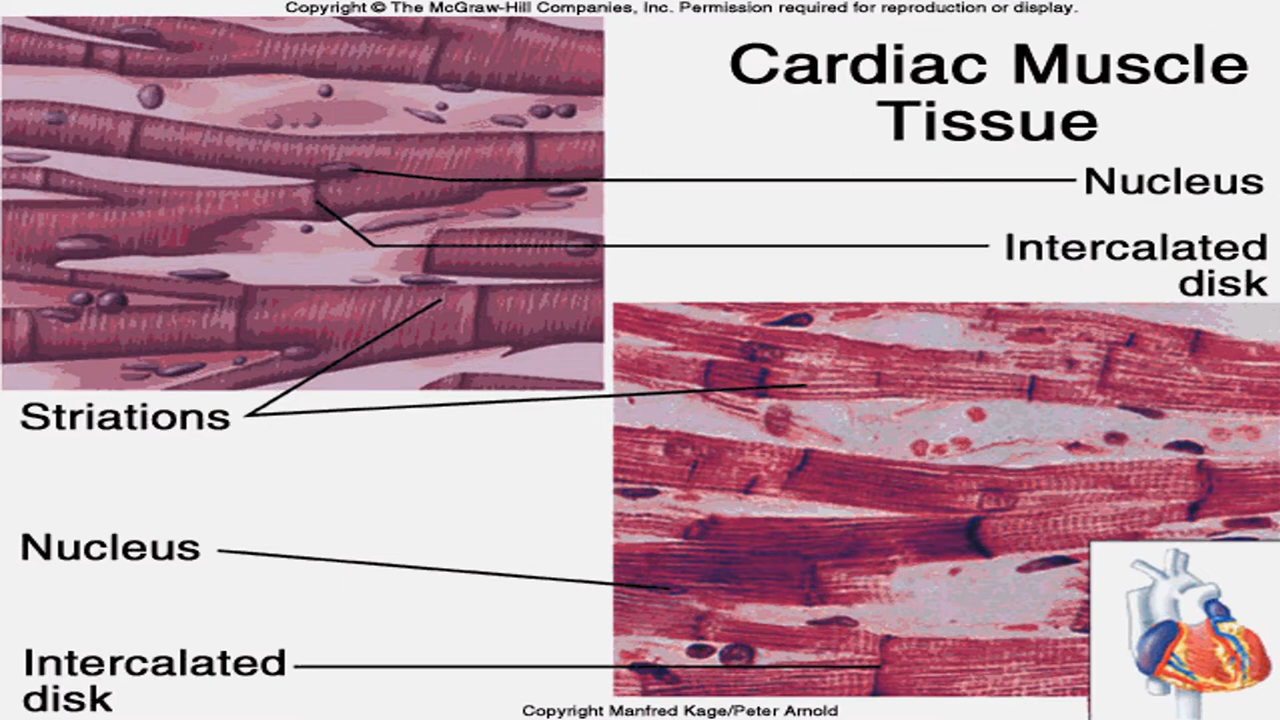 Copyright © The McGraw-Hill Companies, Inc. Permission required for reproduction or display.
Cardiac Muscle
Tissue
Nucleus
Intercalated
disk
Striations
Nucleus
Intercalated
disk
Copyright Manfred Kage/Peter Arnold